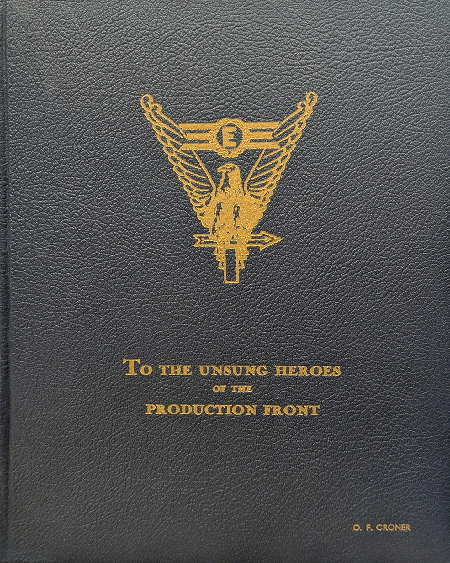 E
To the unsung heroes
of the
production front
O. F. CRONER